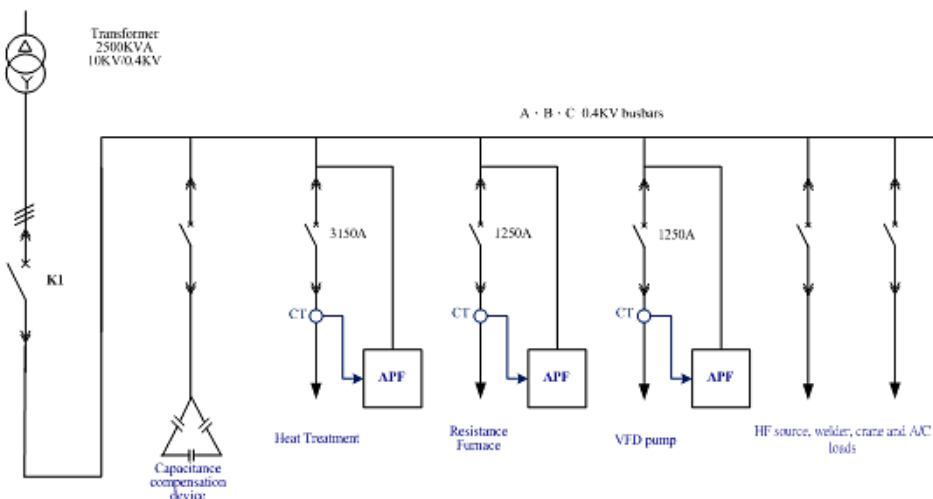 Transformer
2500KVA
10KV/0.4KV
A · B · C 0.4KV busbars
K1
3150A
1250A
1250A
CT
CT
CT
APF
APF
APF
Heat Treatment
Resistance
Furnace
VFD pump
HF source, welder, crane and A/C
loads
Capacitance
compensation
device